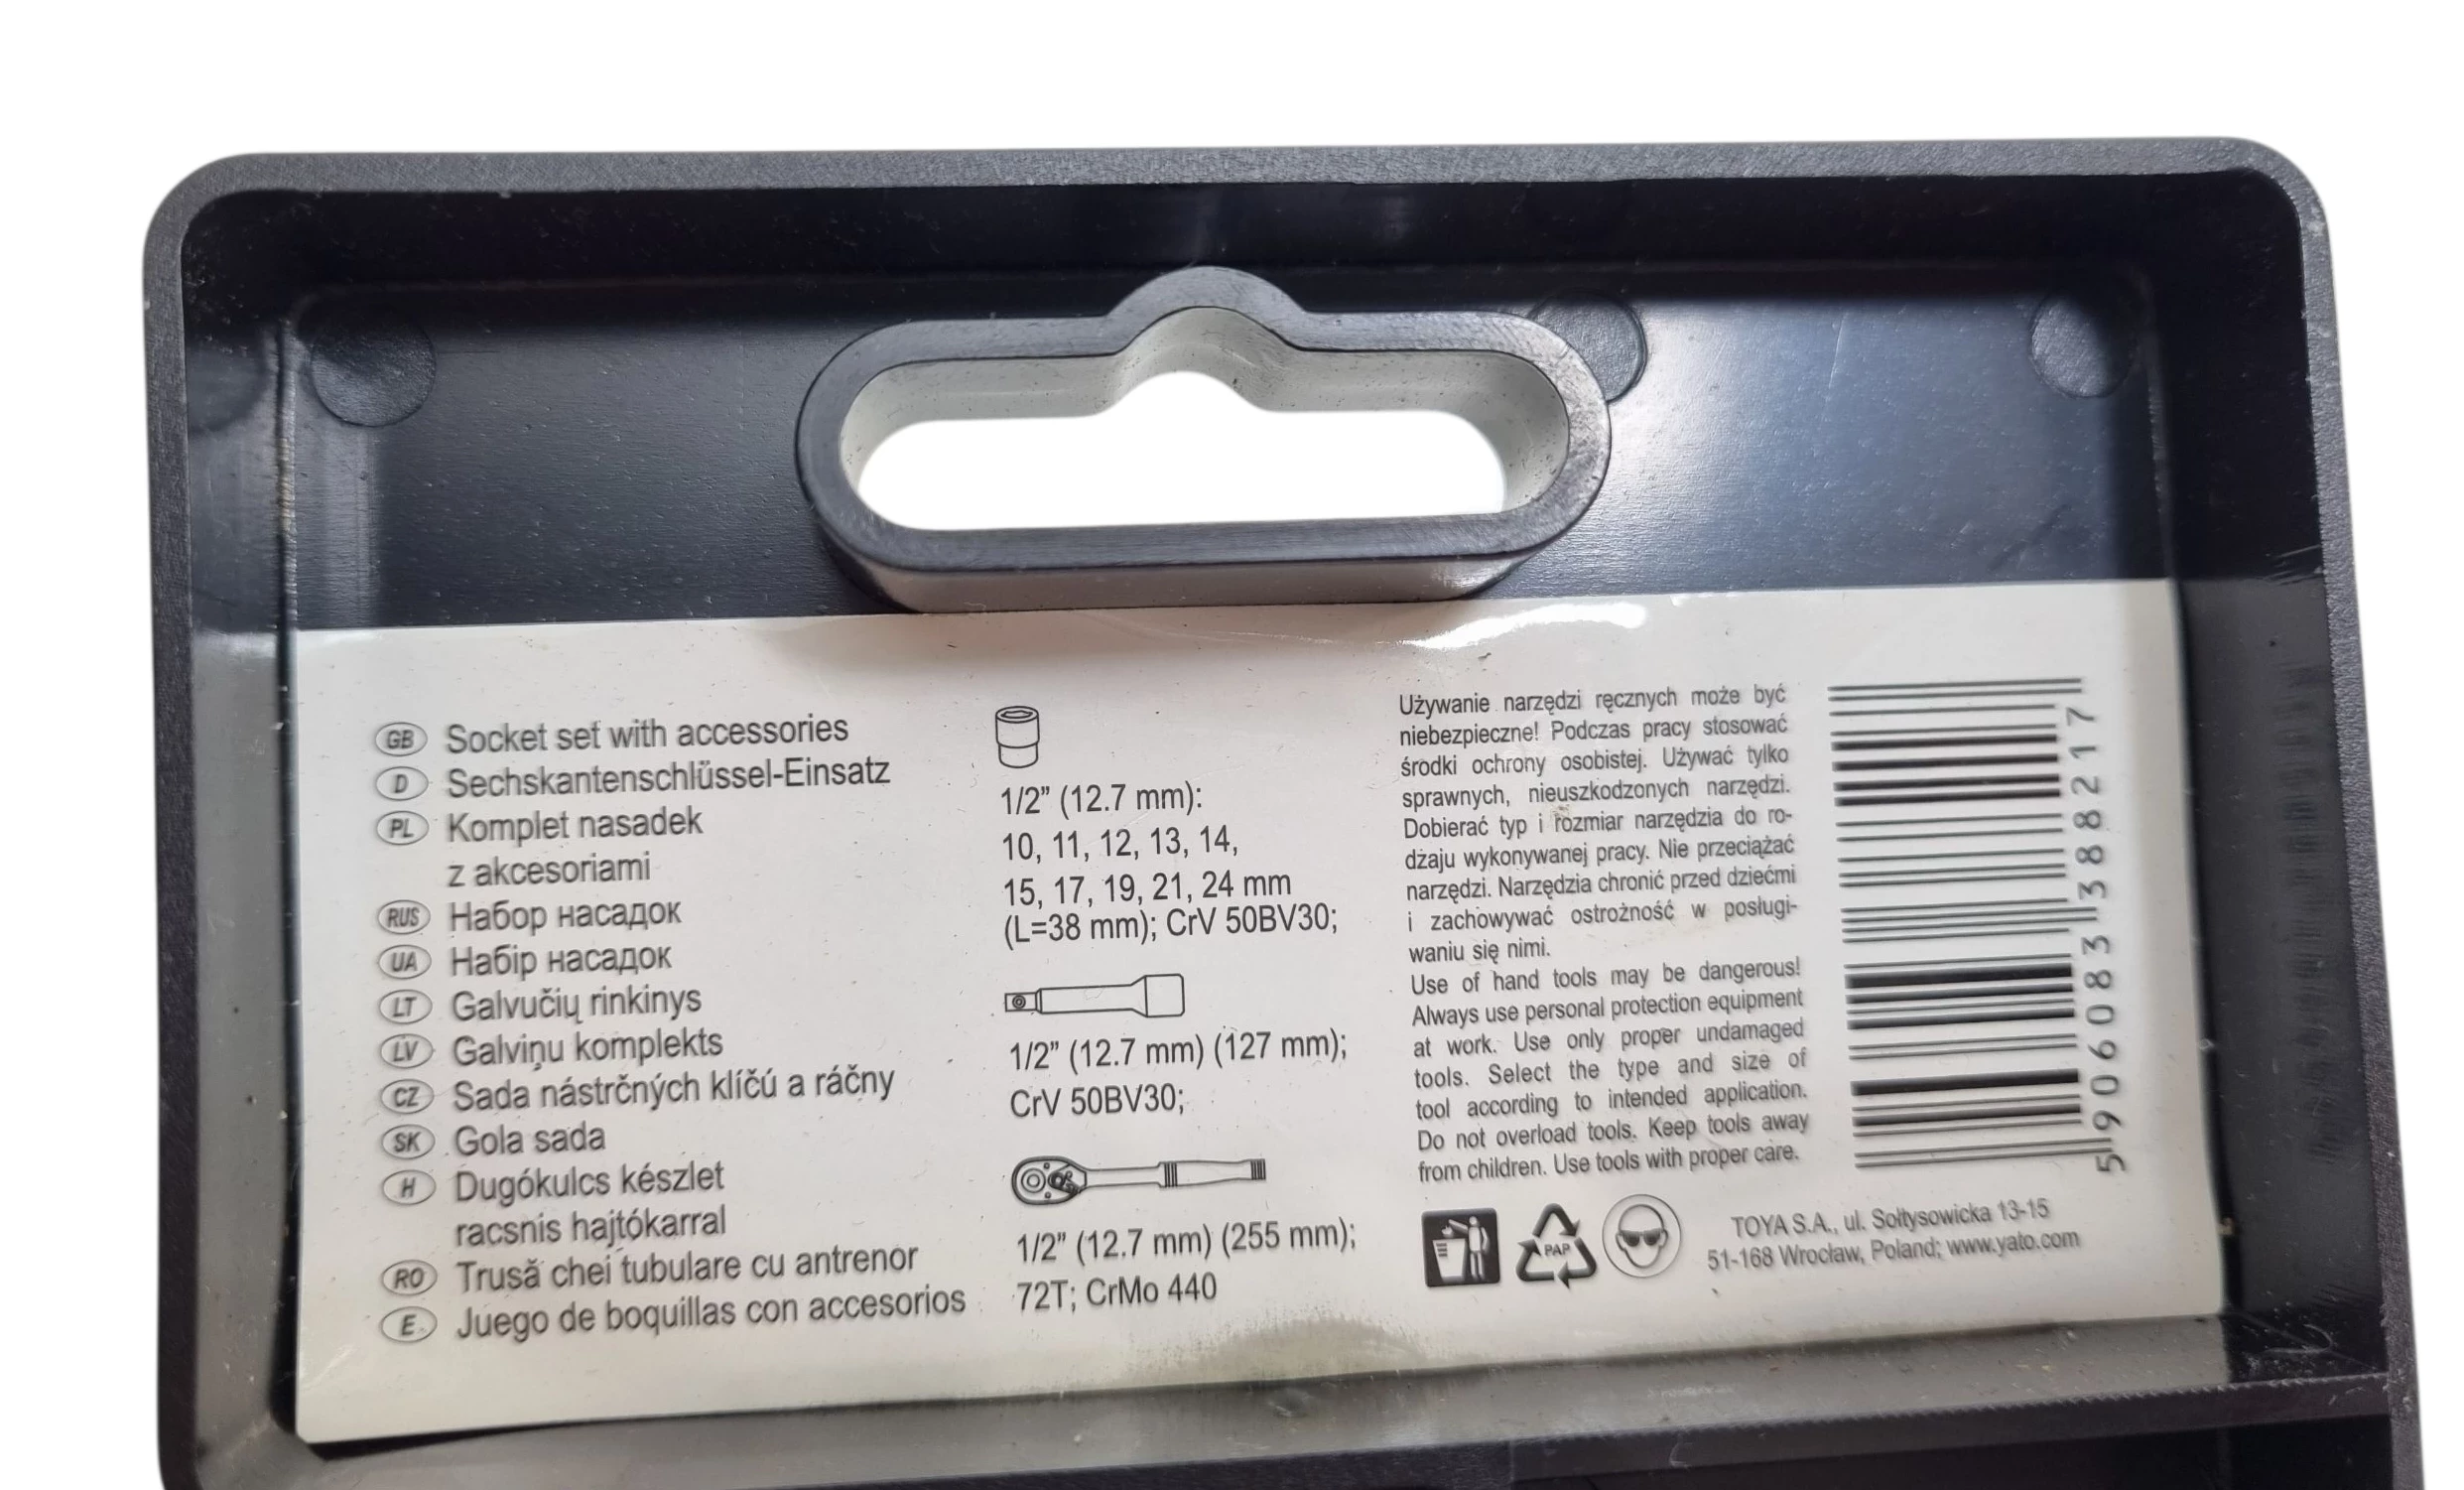 GB Socket set with accessories
D Sechskantenschlüssel-Einsatz
PL Komplet nasadek
z akcesoriami
RUS Набор насадок
UA Набір насадок
LT Galvučių rinkinys
LV Galviņu komplekts
CZ Sada nástrčných klíčú a ráčny
SK Gola sada
H Dugókulcs készlet
racsnis hajtókarral
RO Trusă chei tubulare cu antrenor
E Juego de boquillas con accesorios
1/2” (12.7 mm):
10, 11, 12, 13, 14,
15, 17, 19, 21, 24 mm
(L=38 mm); CrV 50BV30;
1/2” (12.7 mm) (127 mm);
CrV 50BV30;
1/2” (12.7 mm) (255 mm);
72T; CrMo 440
Używanie narzędzi ręcznych może być
niebezpieczne! Podczas pracy stosować
środki ochrony osobistej. Używać tylko
sprawnych, nieuszkodzonych narzędzi.
Dobierać typ i rozmiar narzędzia do ro-
dzaju wykonywanej pracy. Nie przeciążać
narzędzi. Narzędzia chronić przed dziećmi
i zachowywać ostrożność w posługi-
waniu się nimi.
Use of hand tools may be dangerous!
Always use personal protection equipment
at work. Use only proper undamaged
tools. Select the type and size of
tool according to intended application.
Do not overload tools. Keep tools away
from children. Use tools with proper care.
PAP
TOYA S.A., ul. Sołtysowicka 13-15
51-168 Wrocław, Poland; www.yato.com
5 906083 388217